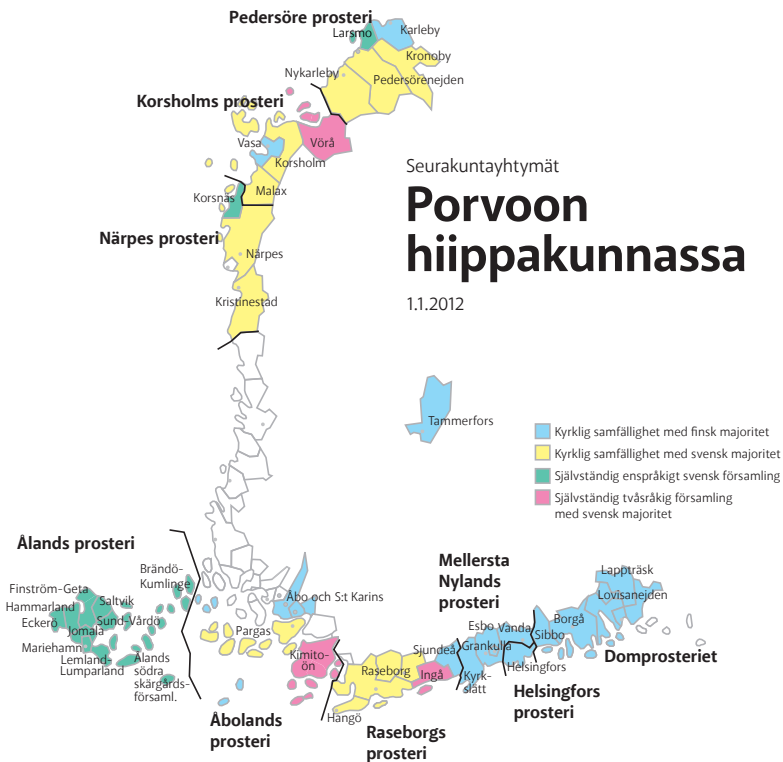 Pedersöre prosteri
Larsmo
Karleby
Kronoby
Nykarleby
Pedersörenejden
Korsholms prosteri
Vasa
Vörå
Korsholm
Seurakuntayhtymät
Porvoon
hiippakunnassa
1.1.2012
Korsnäs
Malax
Närpes prosteri
Närpes
Kristinestad
Tammerfors
Kyrklig samfällighet med finsk majoritet
Kyrklig samfällighet med svensk majoritet
Självständig enspråkigt svensk församling
Självständig tvåsråkig församling
med svensk majoritet
Ålands prosteri
Brändö-
Kumlinge
Finström-Geta
Saltvik
Hammarland
Sund-Vårdö
Eckerö
Jomala
Mariehamn
Lemland-
Lumparland
Ålands
södra
skärgårds-
församl.
Åbo och S:t Karins
Pargas
Kimito-
ön
Åbolands
prosteri
Hangö
Raseborg
Ingå
Raseborgs
prosteri
Mellersta
Nylands
prosteri
Sjundeå
Esbo
Vanda
Grankulla
Kyrk-
slätt
Helsingfors
Helsingfors
prosteri
Sibbo
Borgå
Lappträsk
Lovisanejden
Domprosteriet